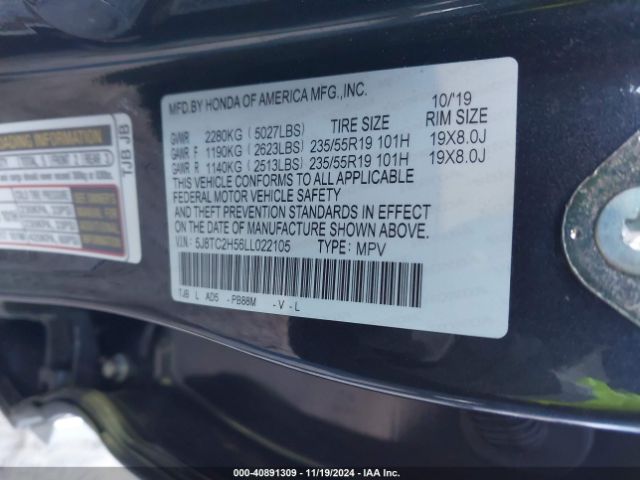 MFD.BY HONDA OF AMERICA MFG.,INC. 10/'19
TIRE SIZE RIM SIZE
GVWR 2280KG (5027LBS)
GAWR F 1190KG (2623LBS) 235/55R19 101H 19X8.0J
GAWR R 1140KG (2513LBS) 235/55R19 101H 19X8.0J
THIS VEHICLE CONFORMS TO ALL APPLICABLE
FEDERAL MOTOR VEHICLE SAFETY
AND THEFT PREVENTION STANDARDS IN EFFECT
ON THE DATE OF MANUFACTURE SHOWN ABOVE.
V.I.N: 5J8TC2H56LL022105 TYPE: MPV
TJB L AD5 - PB88M - V - L
LOADING INFORMATION
TJB JB
000-40891309 - 11/19/2024 - IAA Inc.